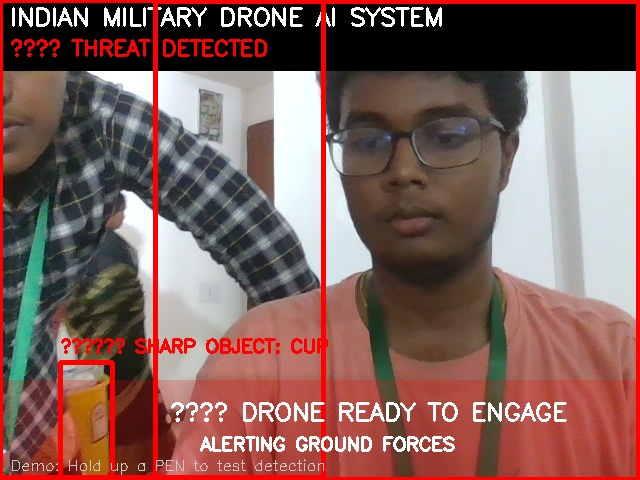 INDIAN MILITARY DRONE AI SYSTEM
???? THREAT DETECTED
?????? SHARP OBJECT: CUP
???? DRONE READY TO ENGAGE
ALERTING GROUND FORCES
Demo: Hold up a PEN to test detection